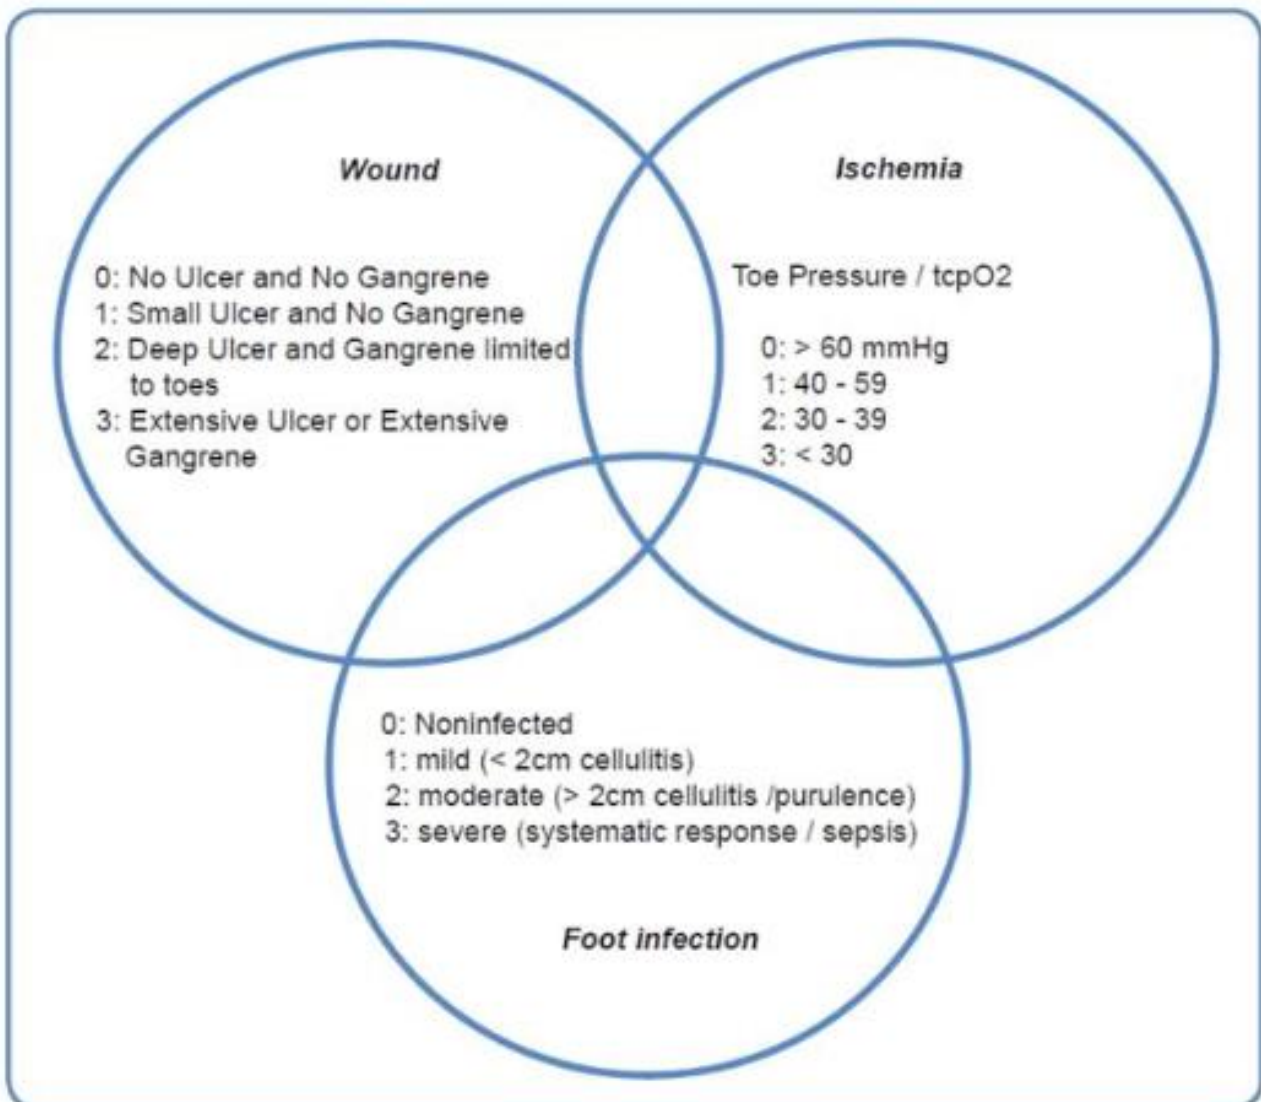 Wound
0: No Ulcer and No Gangrene
1: Small Ulcer and No Gangrene
2: Deep Ulcer and Gangrene limited
to toes
3: Extensive Ulcer or Extensive
Gangrene
Ischemia
Toe Pressure / tcpO2
0: > 60 mmHg
1: 40 - 59
2: 30 - 39
3: < 30
0: Noninfected
1: mild (< 2cm cellulitis)
2: moderate (> 2cm cellulitis /purulence)
3: severe (systematic response / sepsis)
Foot infection